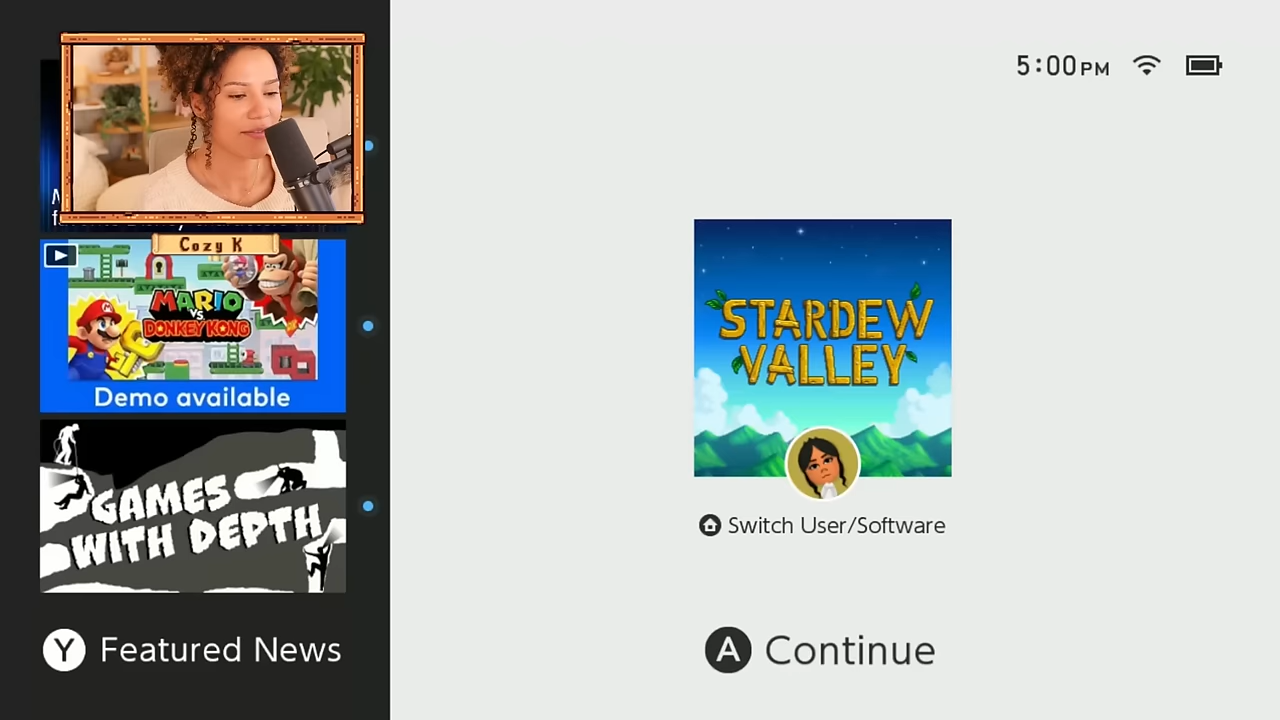 Cozy K
MARIO
VS
DONKEY KONG
Demo available
GAMES
WITH DEPTH
Y Featured News
5:00PM
STARDEW
VALLEY
Switch User/Software
A Continue